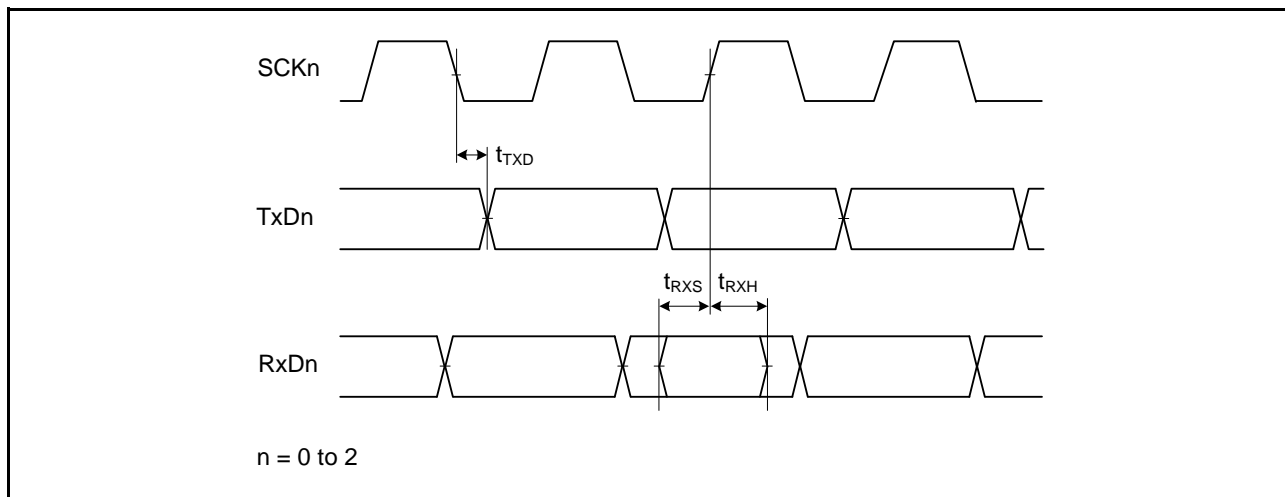 SCKn
tTXD
TxDn
tRXS tRXH
RxDn
n = 0 to 2